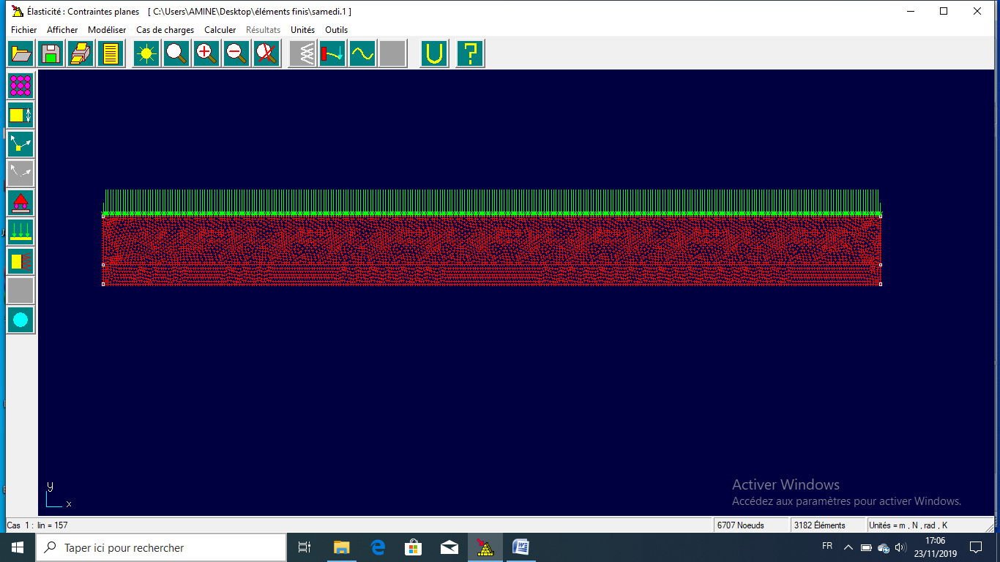 Élasticité : Contraintes planes [ C:\Users\AMINE\Desktop\éléments finis\samedi.1 ]
Fichier Afficher Modéliser Cas de charges Calculer Résultats Unités Outils
y
x
Activer Windows
Accédez aux paramètres pour activer Windows.
Cas 1 : lin = 157 6707 Noeuds 3182 Éléments Unités = m , N , rad , K
Taper ici pour rechercher
FR
17:06
23/11/2019